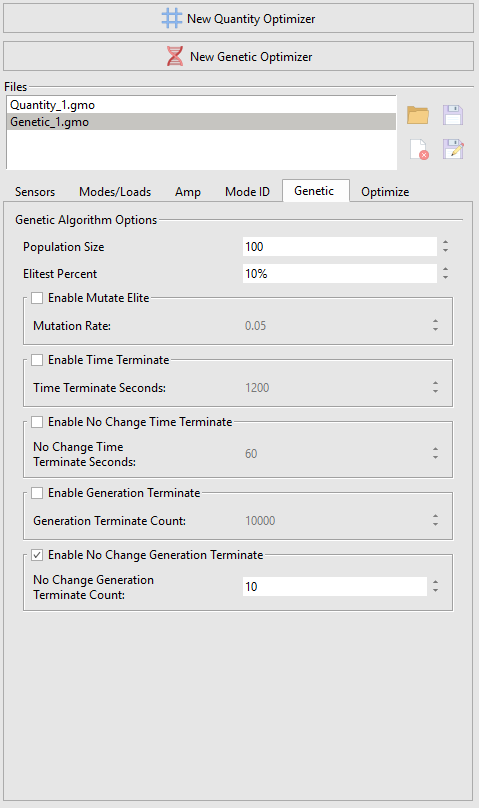 New Quantity Optimizer
New Genetic Optimizer
Files
Quantity_1.gmo
Genetic_1.gmo
Sensors Modes/Loads Amp Mode ID Genetic Optimize
Genetic Algorithm Options
Population Size 100
Elitest Percent 10%
Enable Mutate Elite
Mutation Rate: 0.05
Enable Time Terminate
Time Terminate Seconds: 1200
Enable No Change Time Terminate
No Change Time
Terminate Seconds: 60
Enable Generation Terminate
Generation Terminate Count: 10000
Enable No Change Generation Terminate
No Change Generation
Terminate Count: 10